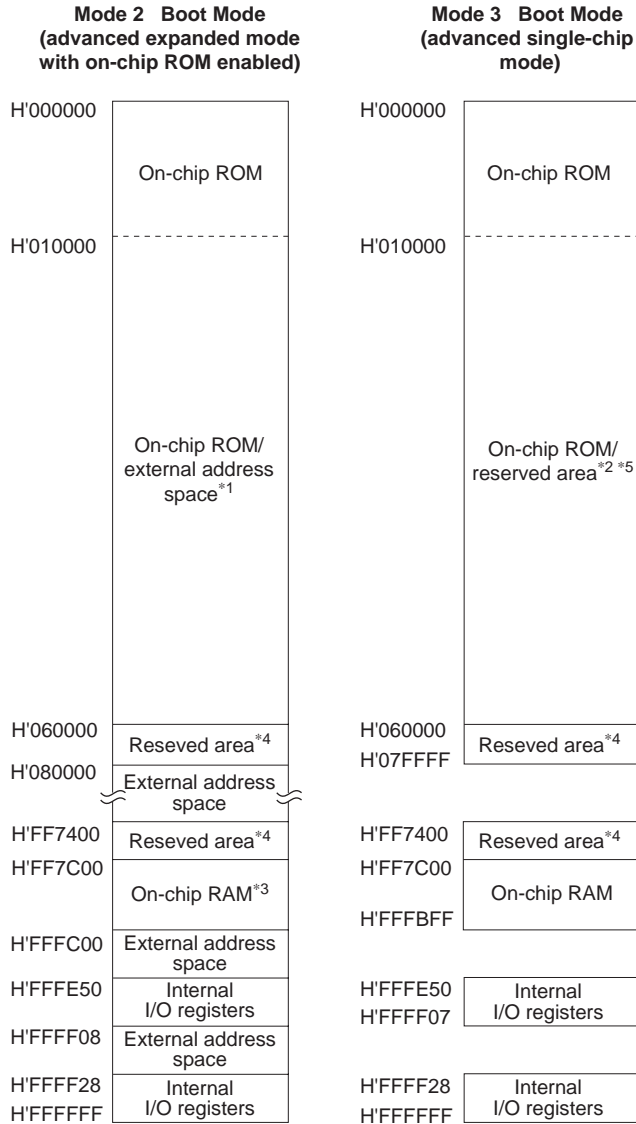 Mode 2 Boot Mode
(advanced expanded mode
with on-chip ROM enabled)
H'000000
On-chip ROM
H'010000
On-chip ROM/
external address
space*1
H'060000
Reseved area*4
H'080000
External address
space
H'FF7400
Reseved area*4
H'FF7C00
On-chip RAM*3
H'FFFC00
External address
space
H'FFFE50
Internal
I/O registers
H'FFFF08
External address
space
H'FFFF28
Internal
I/O registers
H'FFFFFF
Mode 3 Boot Mode
(advanced single-chip
mode)
H'000000
On-chip ROM
H'010000
On-chip ROM/
reserved area*2 *5
H'060000
Reseved area*4
H'07FFFF
H'FF7400
Reseved area*4
H'FF7C00
On-chip RAM
H'FFFBFF
H'FFFE50
Internal
I/O registers
H'FFFF07
H'FFFF28
Internal
I/O registers
H'FFFFFF